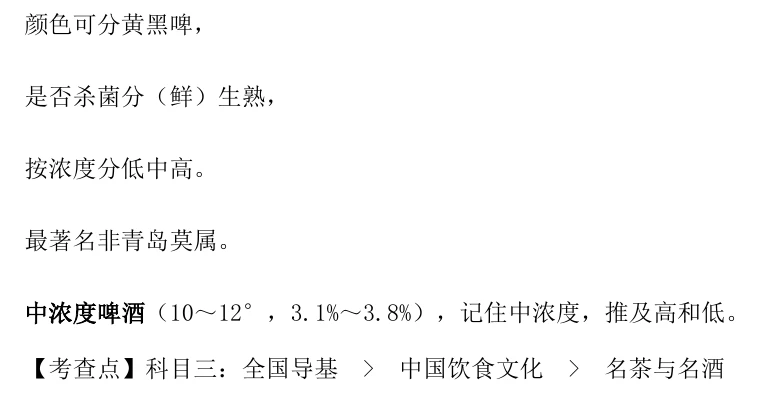 颜色可分黄黑啤，
是否杀菌分（鲜）生熟，
按浓度分低中高。
最著名非青岛莫属。
中浓度啤酒（10～12°，3.1%～3.8%），记住中浓度，推及高和低。
【考查点】科目三：全国导基 > 中国饮食文化 > 名茶与名酒